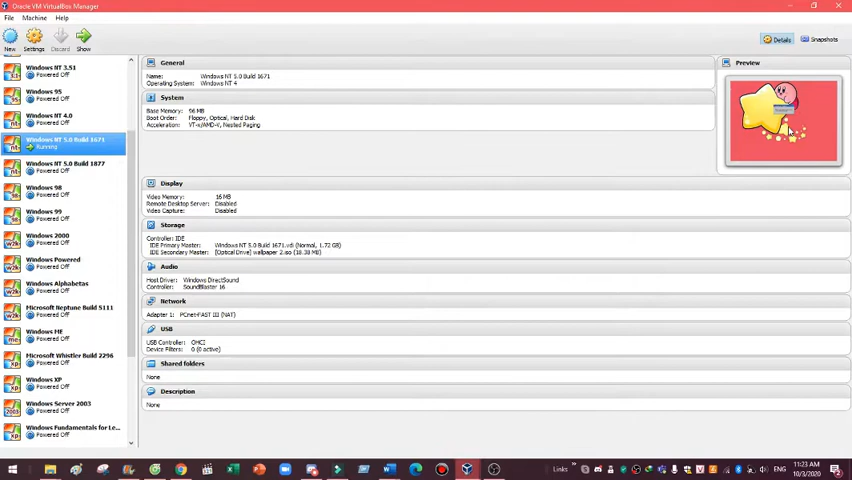 Oracle VM VirtualBox Manager
File Machine Help
New Settings Discard Show
Details Snapshots
Windows NT 3.51
Powered Off
Windows 95
Powered Off
Windows NT 4.0
Powered Off
Windows NT 5.0 Build 1671
Running
Windows NT 5.0 Build 1877
Powered Off
Windows 98
Powered Off
Windows 99
Powered Off
Windows 2000
Powered Off
Windows Powered
Powered Off
Windows Alphabetas
Powered Off
Microsoft Neptune Build 5111
Powered Off
Windows ME
Powered Off
Microsoft Whistler Build 2296
Powered Off
Windows XP
Powered Off
Windows Server 2003
Powered Off
Windows Fundamentals for Le...
Powered Off
General
Name: Windows NT 5.0 Build 1671
Operating System: Windows NT 4
System
Base Memory: 96 MB
Boot Order: Floppy, Optical, Hard Disk
Acceleration: VT-x/AMD-V, Nested Paging
Display
Video Memory: 16 MB
Remote Desktop Server: Disabled
Video Capture: Disabled
Storage
Controller: IDE
IDE Primary Master: Windows NT 5.0 Build 1671.vdi (Normal, 1.72 GB)
IDE Secondary Master: [Optical Drive] wallpaper 2.iso (18.38 MB)
Audio
Host Driver: Windows DirectSound
Controller: SoundBlaster 16
Network
Adapter 1: PCnet-FAST III (NAT)
USB
USB Controller: OHCI
Device Filters: 0 (0 active)
Shared folders
None
Description
None
Preview
Links
ENG
11:23 AM
10/3/2020